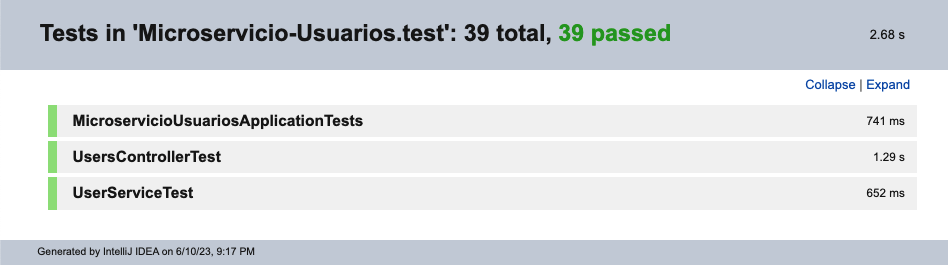 Tests in 'Microservicio-Usuarios.test': 39 total, 39 passed 2.68 s
Collapse | Expand
MicroservicioUsuariosApplicationTests 741 ms
UsersControllerTest 1.29 s
UserServiceTest 652 ms
Generated by IntelliJ IDEA on 6/10/23, 9:17 PM